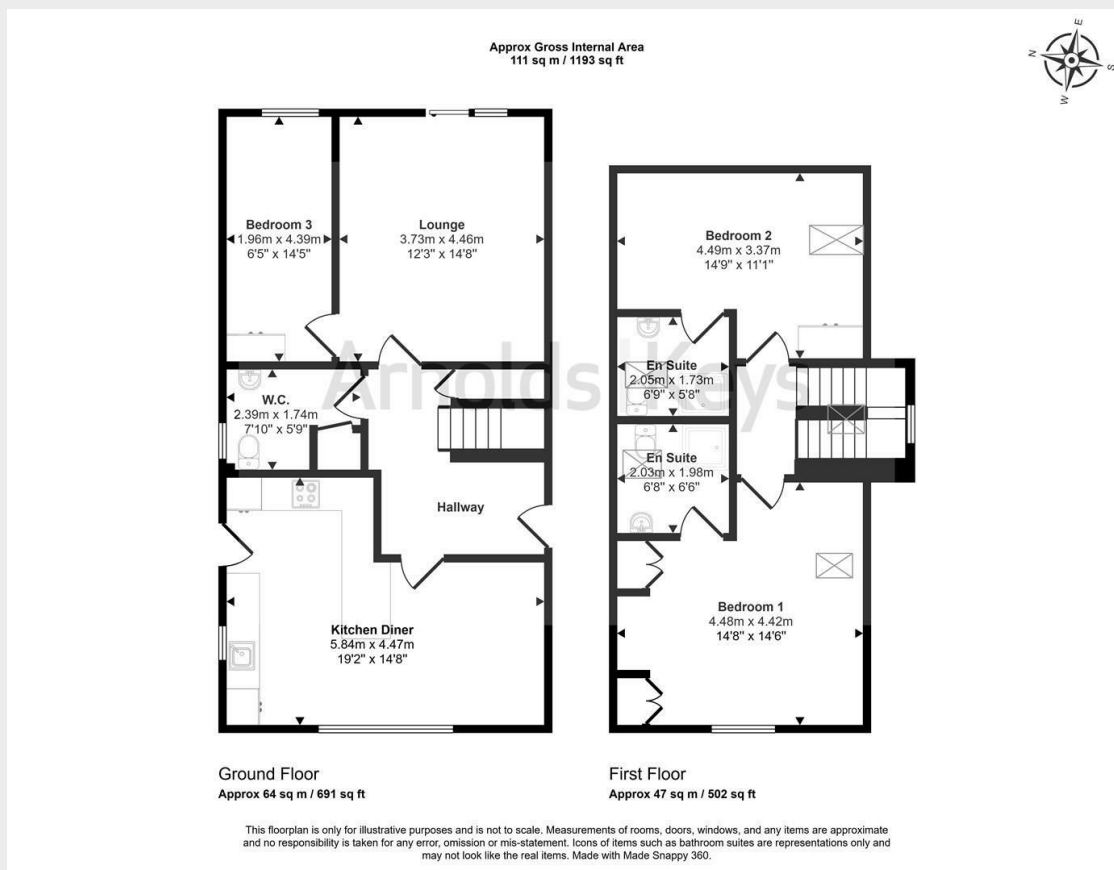 Approx Gross Internal Area
111 sq m / 1193 sq ft
E
N
S
W
Bedroom 3
1.96m x 4.39m
6'5" x 14'5"
Lounge
3.73m x 4.46m
12'3" x 14'8"
Bedroom 2
4.49m x 3.37m
14'9" x 11'1"
Arnolds | Keys
W.C.
2.39m x 1.74m
7'10" x 5'9"
En Suite
2.05m x 1.73m
6'9" x 5'8"
En Suite
2.03m x 1.98m
6'8" x 6'6"
Hallway
Kitchen Diner
5.84m x 4.47m
19'2" x 14'8"
Bedroom 1
4.48m x 4.42m
14'8" x 14'6"
Ground Floor
Approx 64 sq m / 691 sq ft
First Floor
Approx 47 sq m / 502 sq ft
This floorplan is only for illustrative purposes and is not to scale. Measurements of rooms, doors, windows, and any items are approximate
and no responsibility is taken for any error, omission or mis-statement. Icons of items such as bathroom suites are representations only and
may not look like the real items. Made with Made Snappy 360.